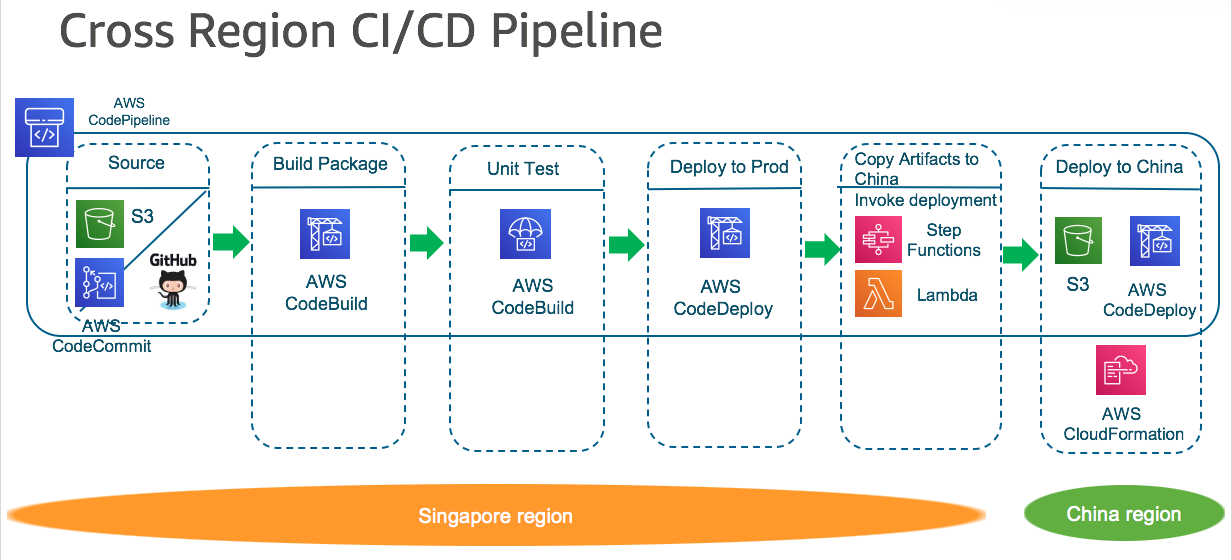 Cross Region CI/CD Pipeline
AWS
CodePipeline
Source
S3
GitHub
AWS
CodeCommit
Build Package
AWS
CodeBuild
Unit Test
AWS
CodeBuild
Deploy to Prod
AWS
CodeDeploy
Copy Artifacts to
China
Invoke deployment
Step
Functions
Lambda
Deploy to China
S3
AWS
CodeDeploy
AWS
CloudFormation
Singapore region
China region